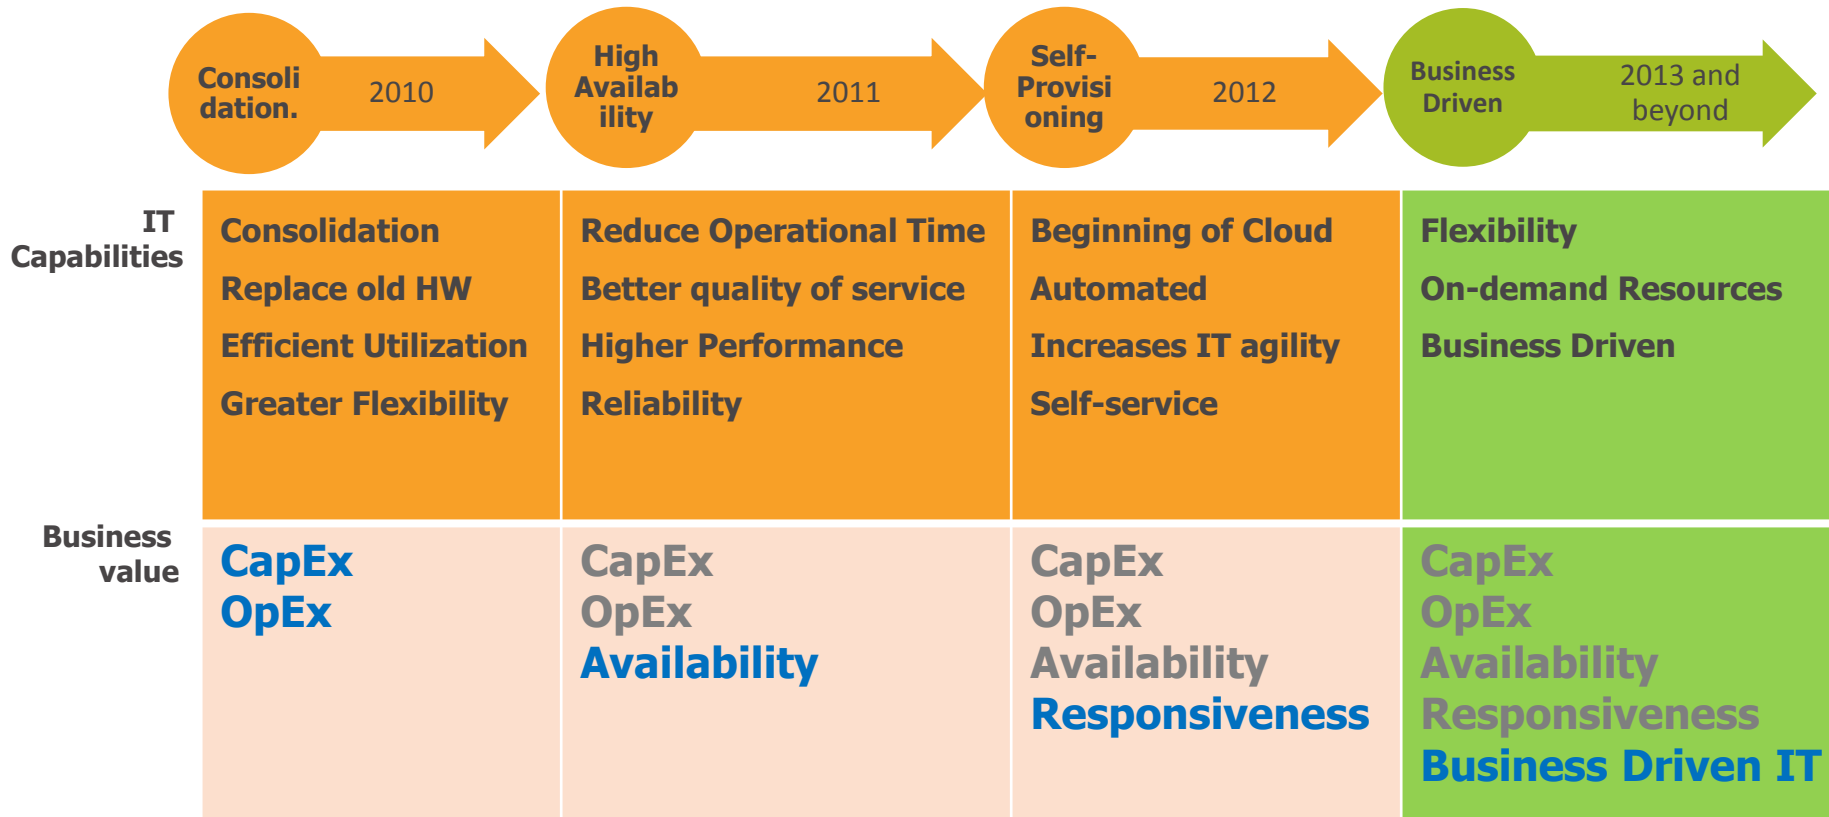 Consoli
dation.
2010
High
Availab
ility
2011
Self-
Provisi
oning
2012
Business
Driven
2013 and
beyond
IT
Capabilities
Consolidation
Replace old HW
Efficient Utilization
Greater Flexibility
Reduce Operational Time
Better quality of service
Higher Performance
Reliability
Beginning of Cloud
Automated
Increases IT agility
Self-service
Flexibility
On-demand Resources
Business Driven
Business
value
CapEx
OpEx
CapEx
OpEx
Availability
CapEx
OpEx
Availability
Responsiveness
CapEx
OpEx
Availability
Responsiveness
Business Driven IT